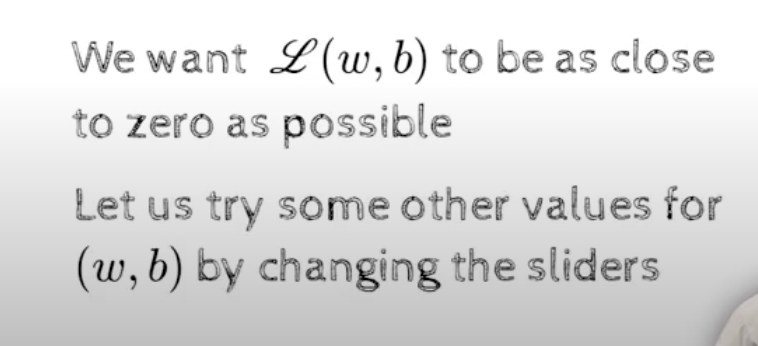 We want ℒ(w, b) to be as close
to zero as possible
Let us try some other values for
(w, b) by changing the sliders